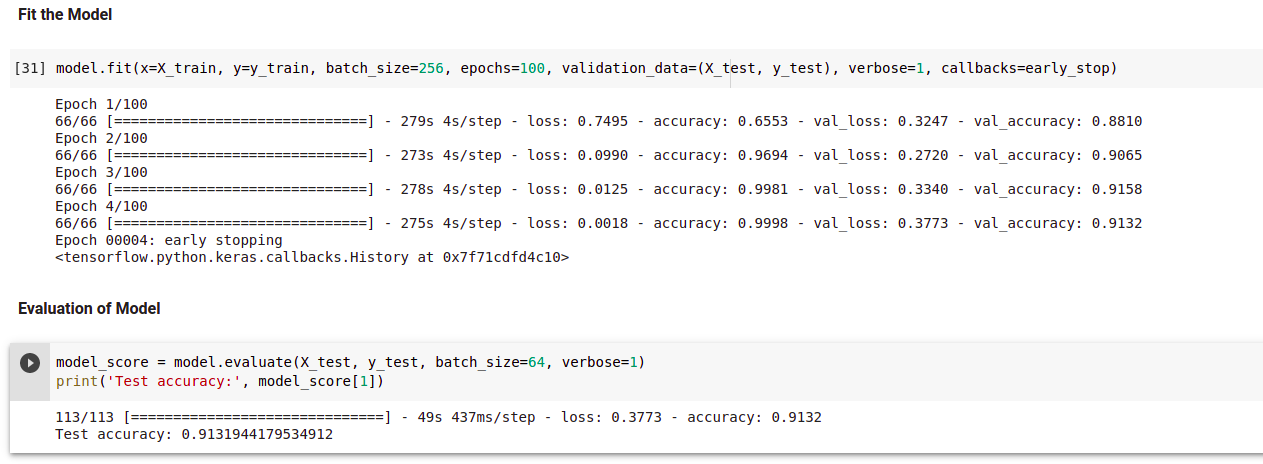 Fit the Model
[31] model.fit(x=X_train, y=y_train, batch_size=256, epochs=100, validation_data=(X_test, y_test), verbose=1, callbacks=early_stop)
Epoch 1/100
66/66 [==============================] - 279s 4s/step - loss: 0.7495 - accuracy: 0.6553 - val_loss: 0.3247 - val_accuracy: 0.8810
Epoch 2/100
66/66 [==============================] - 273s 4s/step - loss: 0.0990 - accuracy: 0.9694 - val_loss: 0.2720 - val_accuracy: 0.9065
Epoch 3/100
66/66 [==============================] - 278s 4s/step - loss: 0.0125 - accuracy: 0.9981 - val_loss: 0.3340 - val_accuracy: 0.9158
Epoch 4/100
66/66 [==============================] - 275s 4s/step - loss: 0.0018 - accuracy: 0.9998 - val_loss: 0.3773 - val_accuracy: 0.9132
Epoch 00004: early stopping
<tensorflow.python.keras.callbacks.History at 0x7f71cdfd4c10>
Evaluation of Model
model_score = model.evaluate(X_test, y_test, batch_size=64, verbose=1)
print('Test accuracy:', model_score[1])
113/113 [==============================] - 49s 437ms/step - loss: 0.3773 - accuracy: 0.9132
Test accuracy: 0.9131944179534912